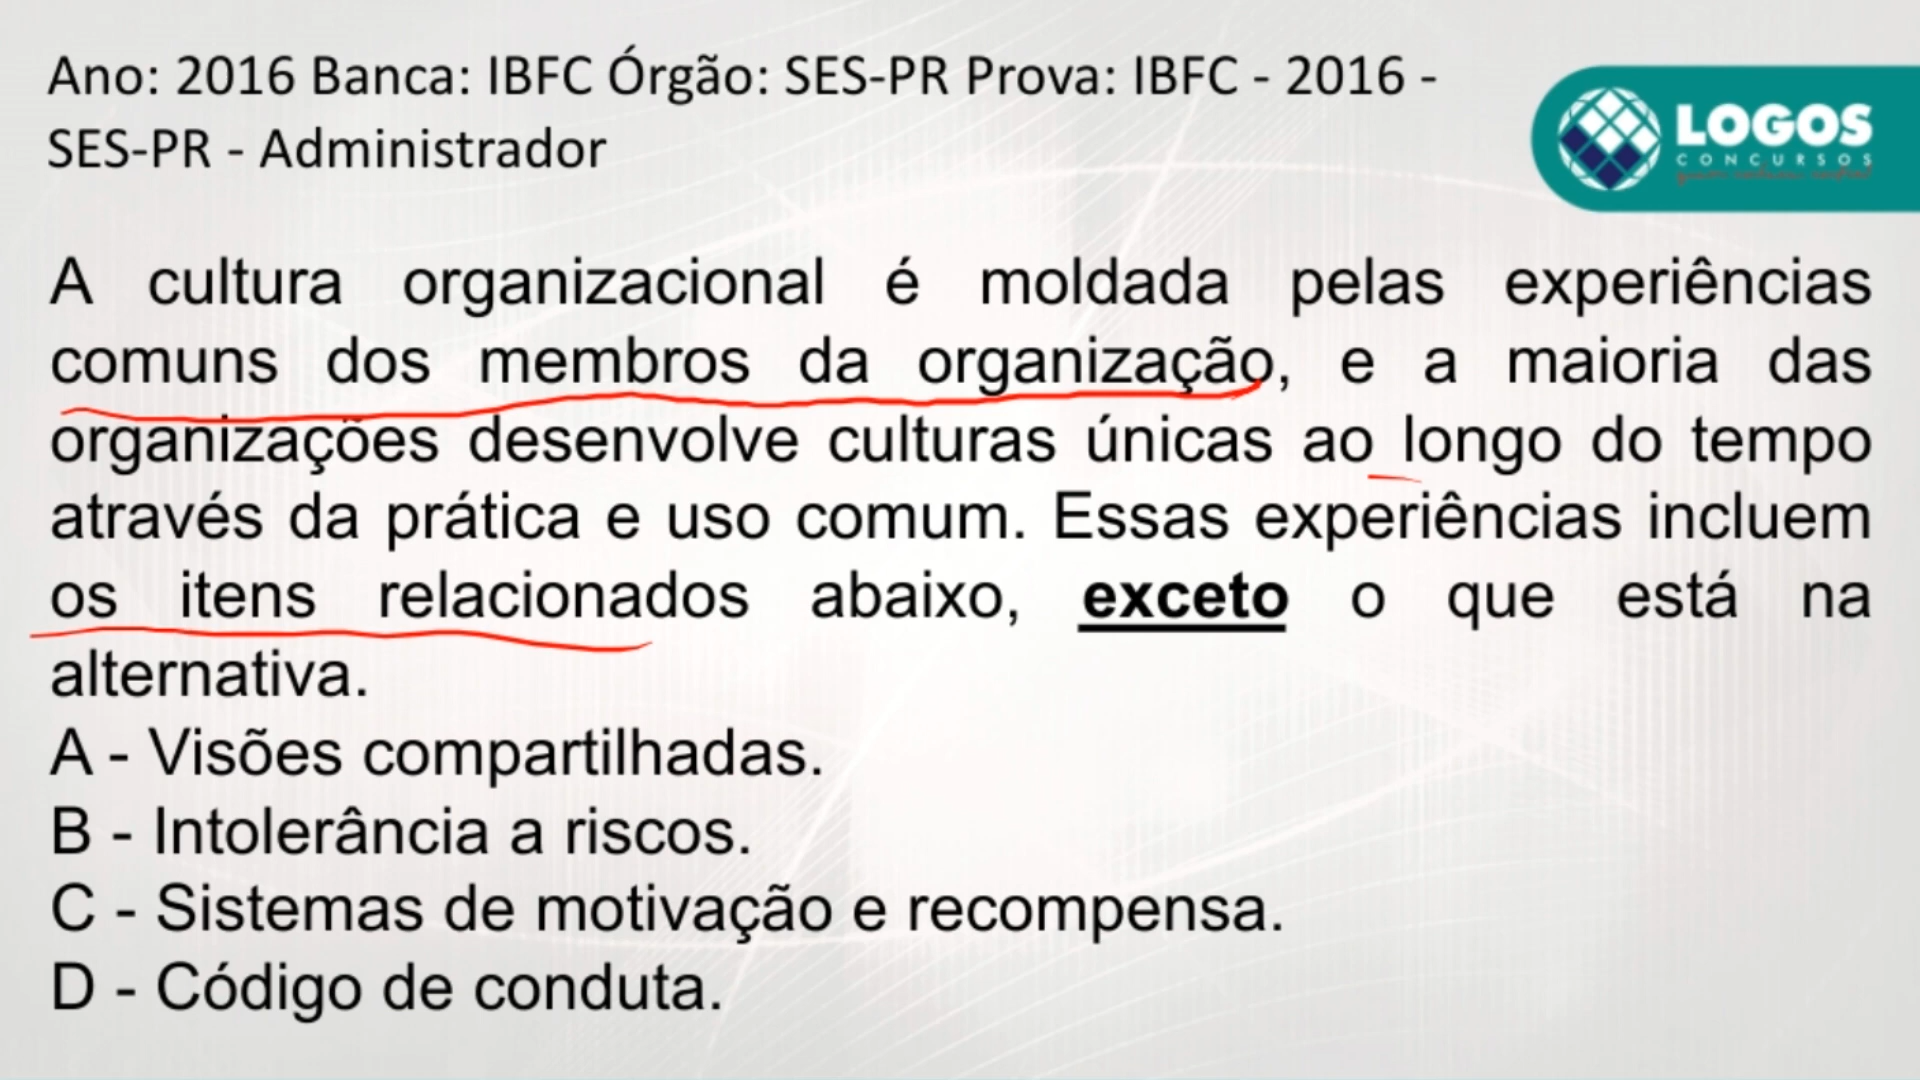 Ano: 2016 Banca: IBFC Órgão: SES-PR Prova: IBFC - 2016 -
SES-PR - Administrador
LOGOS
CONCURSOS
A cultura organizacional é moldada pelas experiências
comuns dos membros da organização, e a maioria das
organizações desenvolve culturas únicas ao longo do tempo
através da prática e uso comum. Essas experiências incluem
os itens relacionados abaixo, exceto o que está na
alternativa.
A - Visões compartilhadas.
B - Intolerância a riscos.
C - Sistemas de motivação e recompensa.
D - Código de conduta.